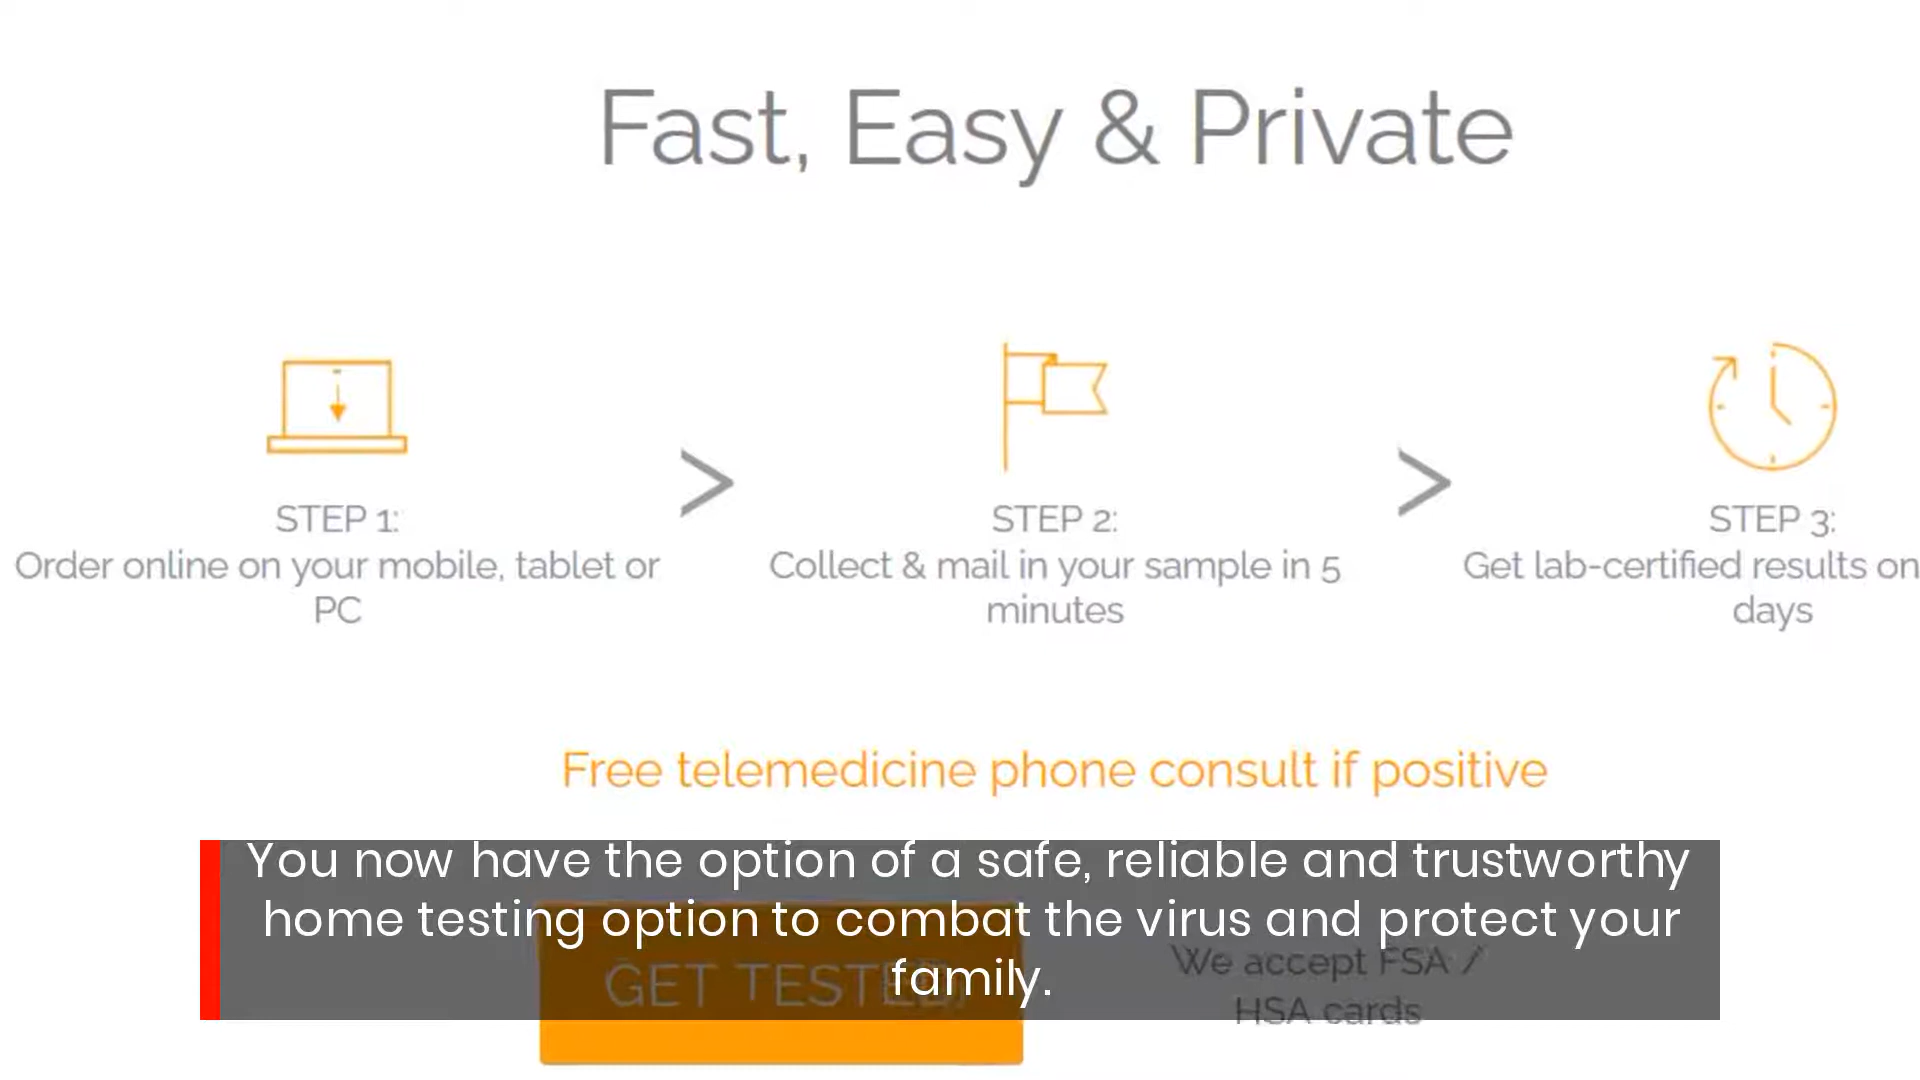 Fast, Easy & Private
STEP 1:
Order online on your mobile, tablet or
PC
STEP 2:
Collect & mail in your sample in 5
minutes
STEP 3:
Get lab-certified results on
days
Free telemedicine phone consult if positive
You now have the option of a safe, reliable and trustworthy
home testing option to combat the virus and protect your
family.
GET TESTED
We accept FSA /
HSA cards